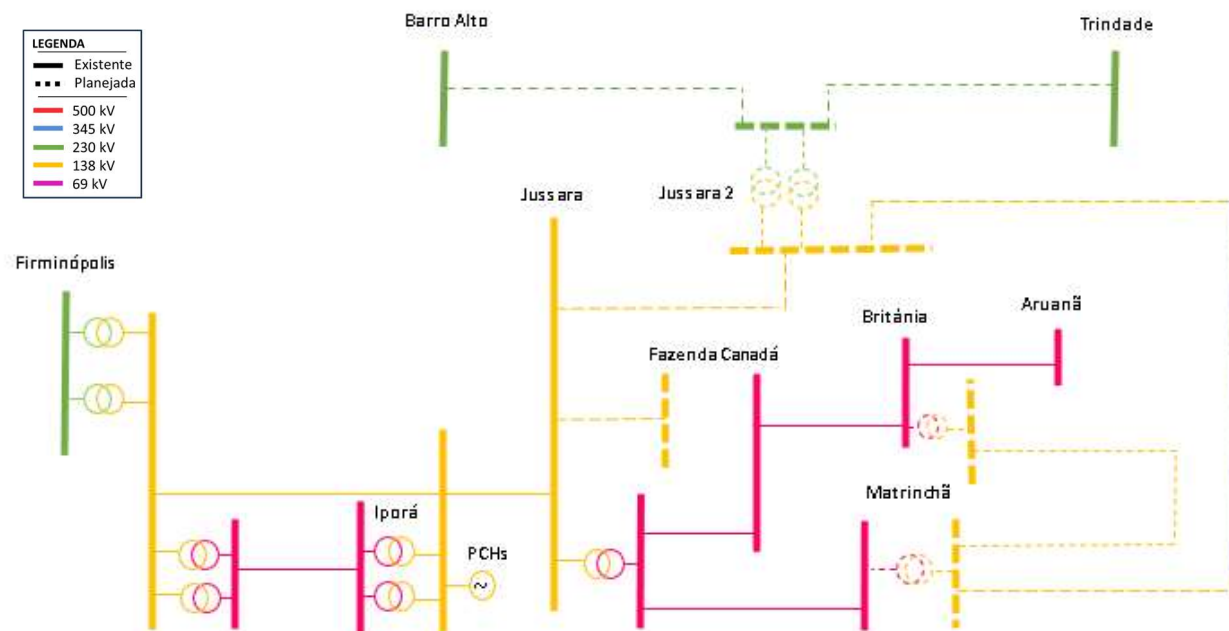 Barro Alto
Trindade
LEGENDA
Existente
Planejada
500 kV
345 kV
230 kV
138 kV
69 kV
Jussara
Jussara 2
Firminópolis
Aruanã
Britânia
Fazenda Canadá
Matrinchã
Iporá
PCHs
~